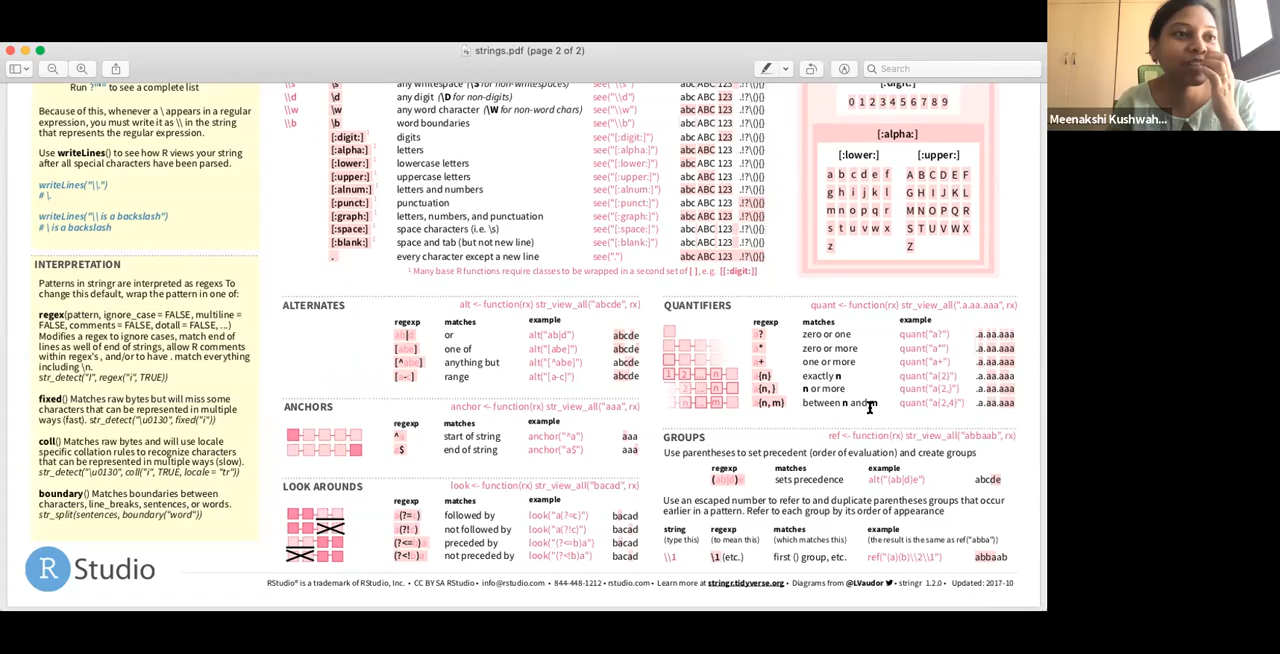 strings.pdf (page 2 of 2)
Search
Meenakshi Kushwah...
to see a complete list
Because of this, whenever a \ appears in a regular
expression, you must write it as \\ in the string
that represents the regular expression.
Use writeLines() to see how R views your string
after all special characters have been parsed.
writeLines("\\.")
# \.
writeLines("\\ is a backslash")
# \ is a backslash
INTERPRETATION
Patterns in stringr are interpreted as regexs To
change this default, wrap the pattern in one of:
regex(pattern, ignore_case = FALSE, multiline =
FALSE, comments = FALSE, dotall = FALSE, ...)
Modifies a regex to ignore cases, match end of
lines as well of end of strings, allow R comments
within regex's , and/or to have . match everything
including \n.
str_detect("I", regex("i", TRUE))
fixed() Matches raw bytes but will miss some
characters that can be represented in multiple
ways (fast). str_detect("\u0130", fixed("i"))
coll() Matches raw bytes and will use locale
specific collation rules to recognize characters
that can be represented in multiple ways (slow).
str_detect("\u0130", coll("i", TRUE, locale = "tr"))
boundary() Matches boundaries between
characters, line_breaks, sentences, or words.
str_split(sentences, boundary("word"))
\\s \s any whitespace (\S for non-whitespaces) see("\\s") abc ABC 123 .!?\(){}
\\d \d any digit (\D for non-digits) see("\\d") abc ABC 123 .!?\(){}
\\w \w any word character (\W for non-word chars) see("\\w") abc ABC 123 .!?\(){}
\\b \b word boundaries see("\\b") abc ABC 123 .!?\(){}
[:digit:] 1 digits see("[:digit:]") abc ABC 123 .!?\(){}
[:alpha:] 1 letters see("[:alpha:]") abc ABC 123 .!?\(){}
[:lower:] 1 lowercase letters see("[:lower:]") abc ABC 123 .!?\(){}
[:upper:] 1 uppercase letters see("[:upper:]") abc ABC 123 .!?\(){}
[:alnum:] 1 letters and numbers see("[:alnum:]") abc ABC 123 .!?\(){}
[:punct:] 1 punctuation see("[:punct:]") abc ABC 123 .!?\(){}
[:graph:] 1 letters, numbers, and punctuation see("[:graph:]") abc ABC 123 .!?\(){}
[:space:] 1 space characters (i.e. \s) see("[:space:]") abc ABC 123 .!?\(){}
[:blank:] 1 space and tab (but not new line) see("[:blank:]") abc ABC 123 .!?\(){}
. every character except a new line see(".") abc ABC 123 .!?\(){}
1 Many base R functions require classes to be wrapped in a second set of [ ], e.g. [[:digit:]]
[:digit:]
0 1 2 3 4 5 6 7 8 9
[:alpha:]
[:lower:] [:upper:]
a b c d e f A B C D E F
g h i j k l G H I J K L
m n o p q r M N O P Q R
s t u v w x S T U V W X
z Z
ALTERNATES alt <- function(rx) str_view_all("abcde", rx)
regexp matches example
ab|d or alt("ab|d") abcde
[abe] one of alt("[abe]") abcde
[^abe] anything but alt("[^abe]") abcde
[a-c] range alt("[a-c]") abcde
ANCHORS anchor <- function(rx) str_view_all("aaa", rx)
regexp matches example
^a start of string anchor("^a") aaa
a$ end of string anchor("a$") aaa
LOOK AROUNDS look <- function(rx) str_view_all("bacad", rx)
regexp matches example
a(?=c) followed by look("a(?=c)") bacad
a(?!c) not followed by look("a(?!c)") bacad
(?<=b)a preceded by look("(?<=b)a") bacad
(?<!b)a not preceded by look("(?<!b)a") bacad
QUANTIFIERS quant <- function(rx) str_view_all(".a.aa.aaa", rx)
regexp matches example
a? zero or one quant("a?") .a.aa.aaa
a* zero or more quant("a*") .a.aa.aaa
a+ one or more quant("a+") .a.aa.aaa
1 2 ... n a{n} exactly n quant("a{2}") .a.aa.aaa
2 ... n a{n, } n or more quant("a{2,}") .a.aa.aaa
n ... m a{n, m} between n and m quant("a{2,4}") .a.aa.aaa
GROUPS ref <- function(rx) str_view_all("abbaab", rx)
Use parentheses to set precedent (order of evaluation) and create groups
regexp matches example
(ab|d)e sets precedence alt("(ab|d)e") abcde
Use an escaped number to refer to and duplicate parentheses groups that occur
earlier in a pattern. Refer to each group by its order of appearance
string regexp matches example
(type this) (to mean this) (which matches this) (the result is the same as ref("abba"))
\\1 \1 (etc.) first () group, etc. ref("(a)(b)\\2\\1") abbaab
R Studio
RStudio® is a trademark of RStudio, Inc. • CC BY SA RStudio • info@rstudio.com • 844-448-1212 • rstudio.com • Learn more at stringr.tidyverse.org • Diagrams from @LVaudor • stringr 1.2.0 • Updated: 2017-10